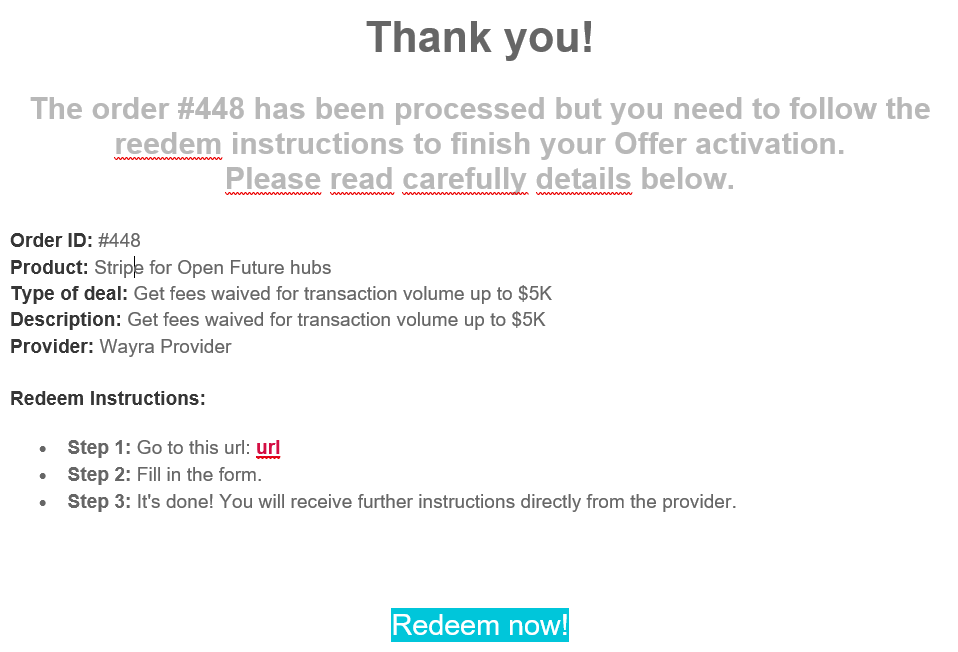 Thank you!
The order #448 has been processed but you need to follow the
reedem instructions to finish your Offer activation.
Please read carefully details below.
Order ID: #448
Product: Stripe for Open Future hubs
Type of deal: Get fees waived for transaction volume up to $5K
Description: Get fees waived for transaction volume up to $5K
Provider: Wayra Provider
Redeem Instructions:
• Step 1: Go to this url: url
• Step 2: Fill in the form.
• Step 3: It's done! You will receive further instructions directly from the provider.
Redeem now!